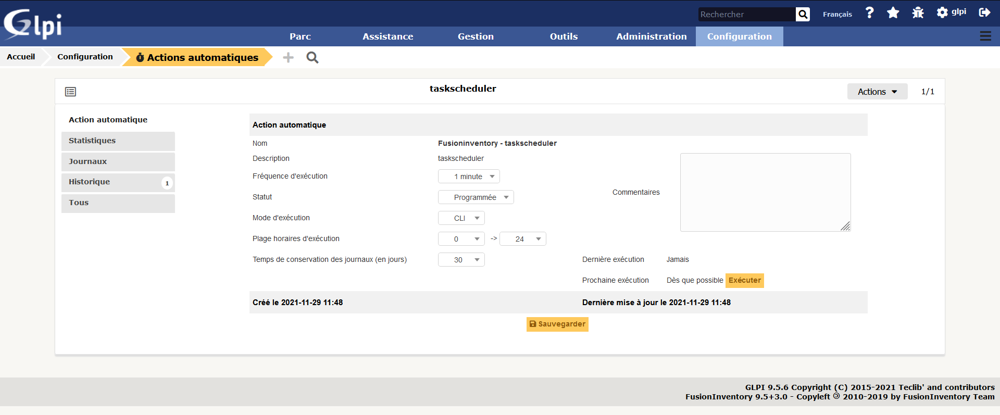 Glpi
Rechercher
Français
glpi
Parc Assistance Gestion Outils Administration Configuration
Accueil Configuration Actions automatiques
taskscheduler
Actions
1/1
Action automatique
Statistiques
Journaux
Historique 1
Tous
Action automatique
Nom Fusioninventory - taskscheduler
Description taskscheduler
Fréquence d'exécution 1 minute
Statut Programmée
Mode d'exécution CLI
Commentaires
Plage horaires d'exécution 0 -> 24
Temps de conservation des journaux (en jours) 30
Dernière exécution Jamais
Prochaine exécution Dès que possible Exécuter
Créé le 2021-11-29 11:48 Dernière mise à jour le 2021-11-29 11:48
Sauvegarder
GLPI 9.5.6 Copyright (C) 2015-2021 Teclib' and contributors
FusionInventory 9.5+3.0 - Copyleft 🄯 2010-2019 by FusionInventory Team